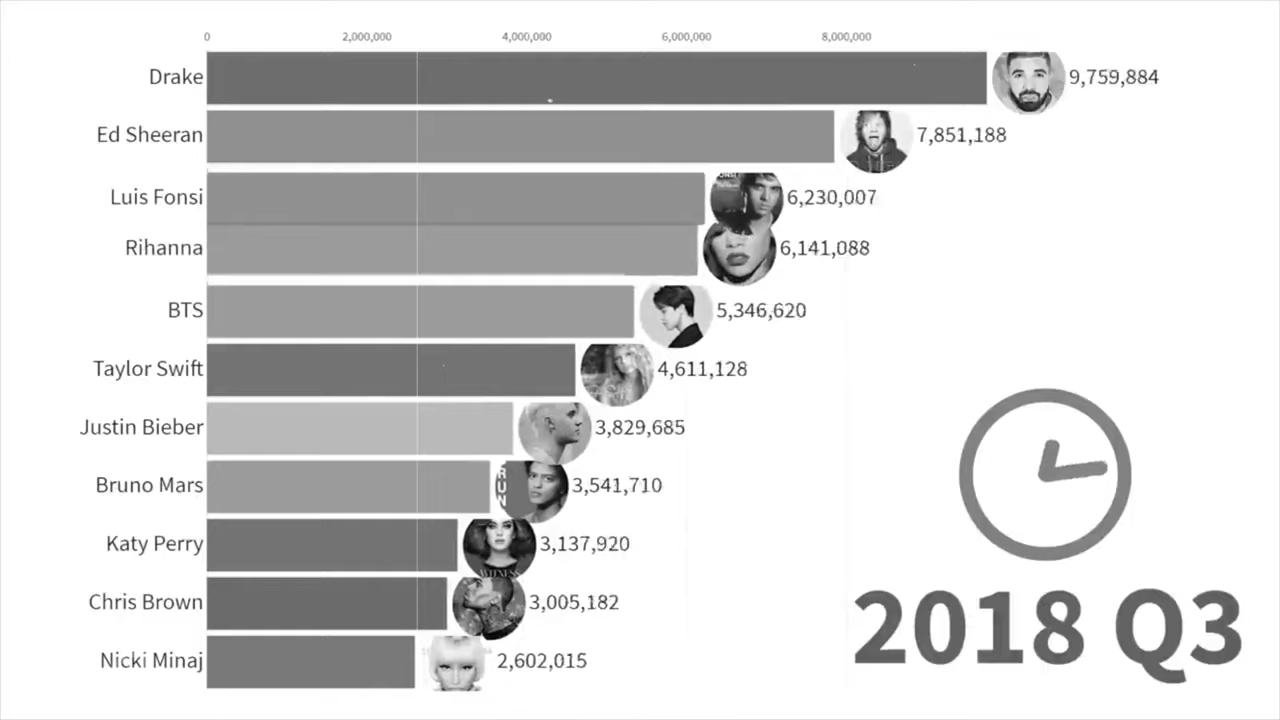 0 2,000,000 4,000,000 6,000,000 8,000,000
Drake 9,759,884
Ed Sheeran 7,851,188
Luis Fonsi 6,230,007
Rihanna 6,141,088
BTS 5,346,620
Taylor Swift 4,611,128
Justin Bieber 3,829,685
Bruno Mars 3,541,710
Katy Perry 3,137,920
WITNESS
Chris Brown 3,005,182
Nicki Minaj 2,602,015
2018 Q3